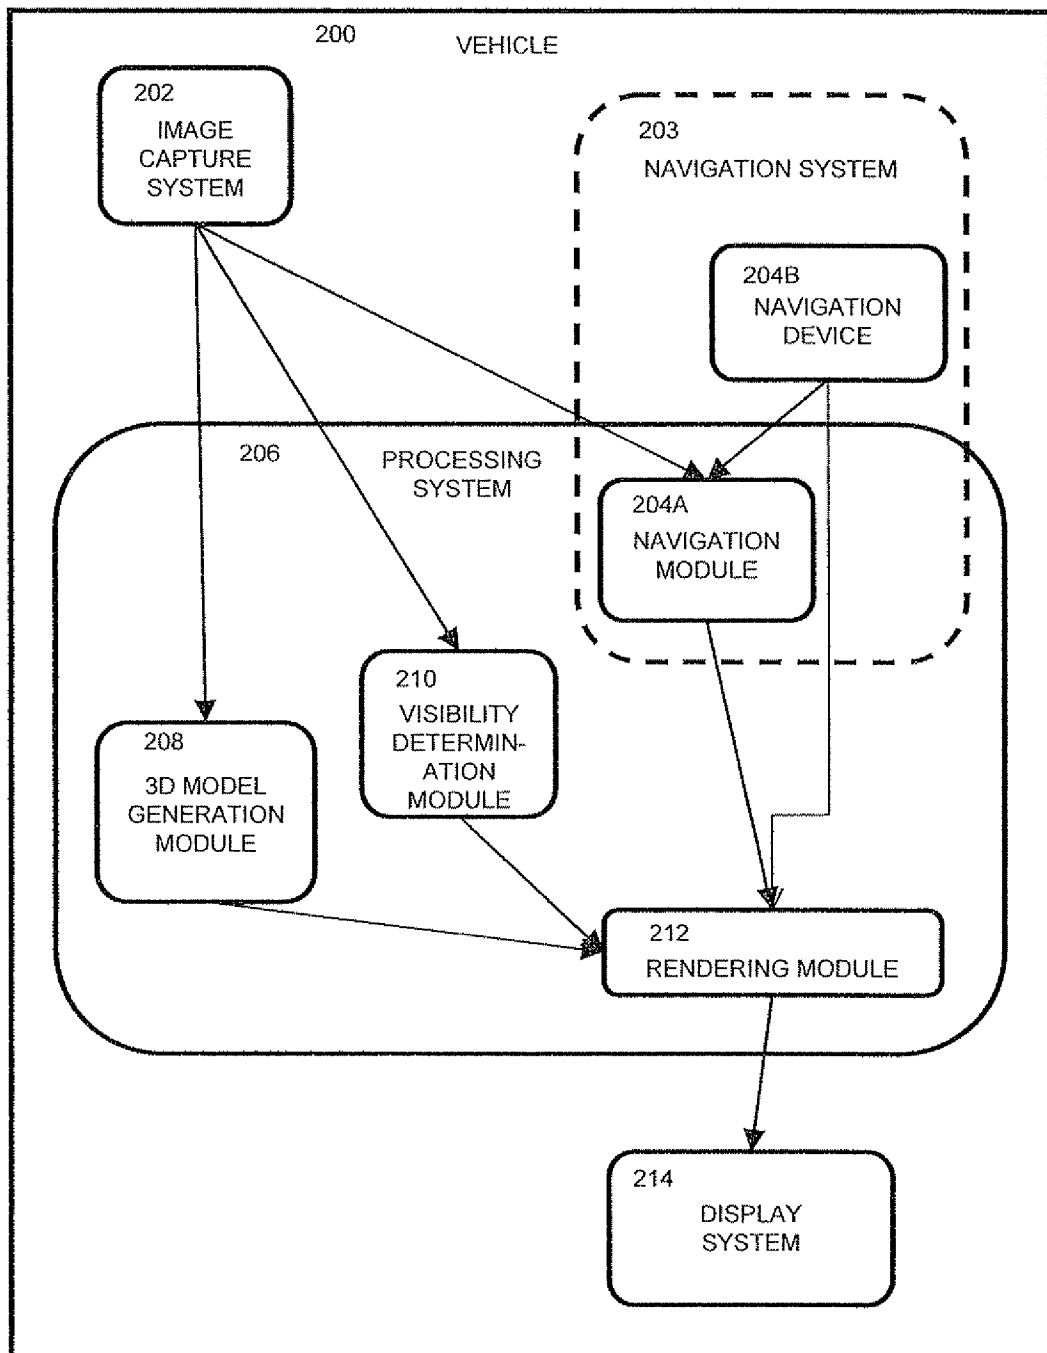 200
VEHICLE
202
IMAGE
CAPTURE
SYSTEM
203
NAVIGATION SYSTEM
204B
NAVIGATION
DEVICE
206
PROCESSING
SYSTEM
204A
NAVIGATION
MODULE
210
VISIBILITY
DETERMIN-
ATION
MODULE
208
3D MODEL
GENERATION
MODULE
212
RENDERING MODULE
214
DISPLAY
SYSTEM